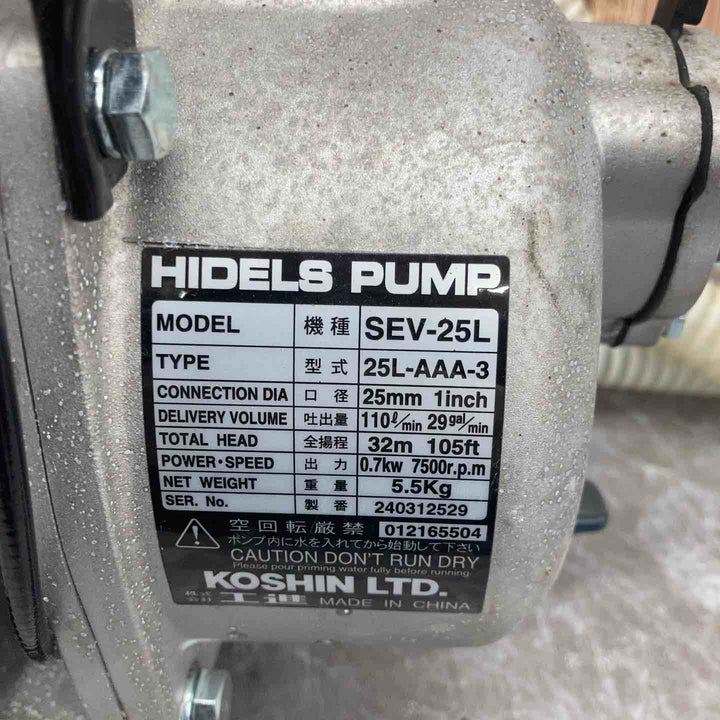 HIDELS PUMP
MODEL 機種 SEV-25L
TYPE 型式 25L-AAA-3
CONNECTION DIA 口径 25mm 1inch
DELIVERY VOLUME 吐出量 110ℓ/min 29gal/min
TOTAL HEAD 全揚程 32m 105ft
POWER・SPEED 出力 0.7kw 7500r.p.m
NET WEIGHT 重量 5.5Kg
SER. No. 製番 240312529
空回転厳禁 012165504
ポンプ内に水を入れてから始動して下さい
CAUTION DON'T RUN DRY
Please pour priming water fully before running
KOSHIN LTD.
株式会社 工進 MADE IN CHINA